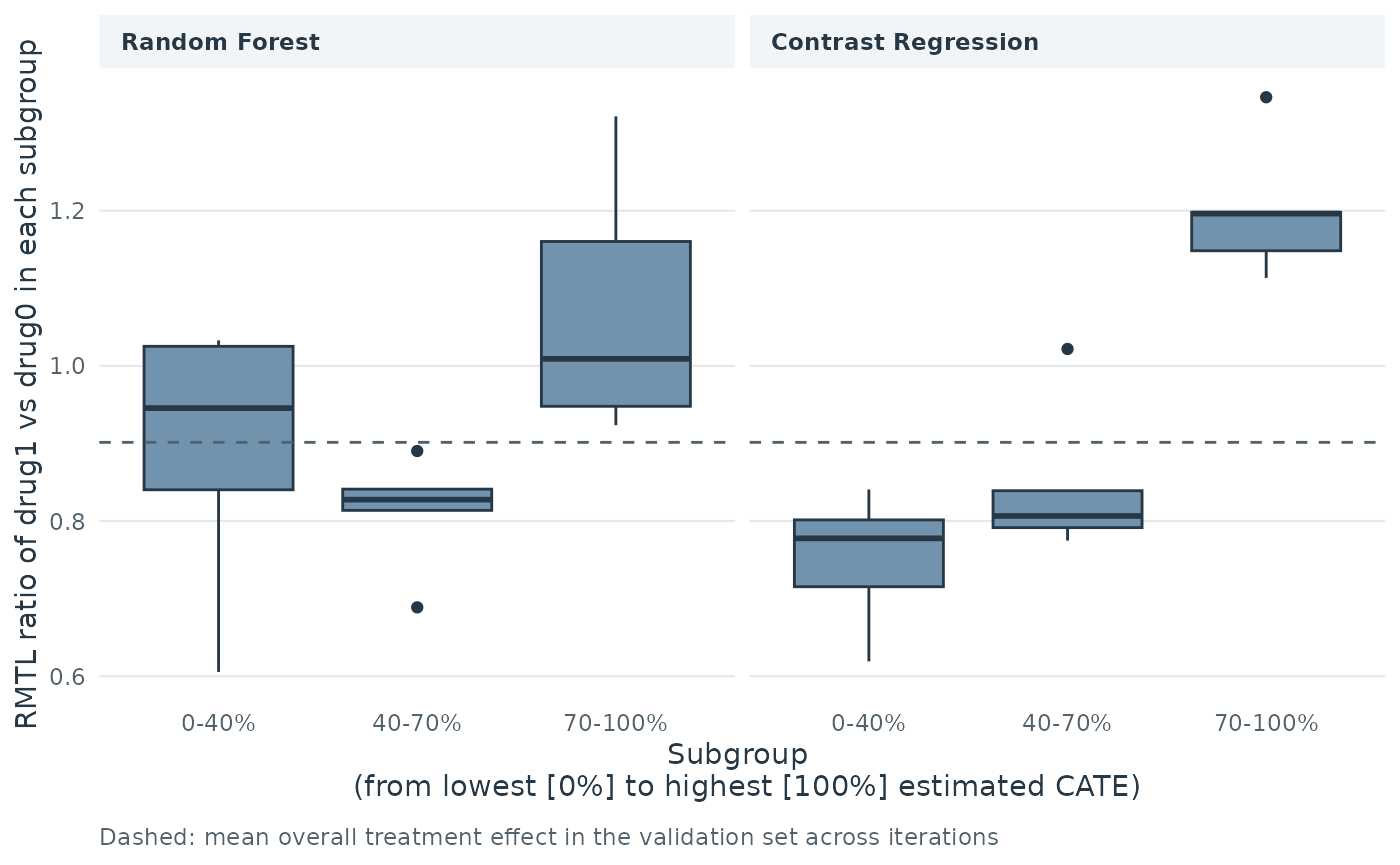 Random Forest
Contrast Regression
RMTL ratio of drug1 vs drug0 in each subgroup
1.2
1.0
0.8
0.6
0-40%
40-70%
70-100%
0-40%
40-70%
70-100%
Subgroup
(from lowest [0%] to highest [100%] estimated CATE)
Dashed: mean overall treatment effect in the validation set across iterations